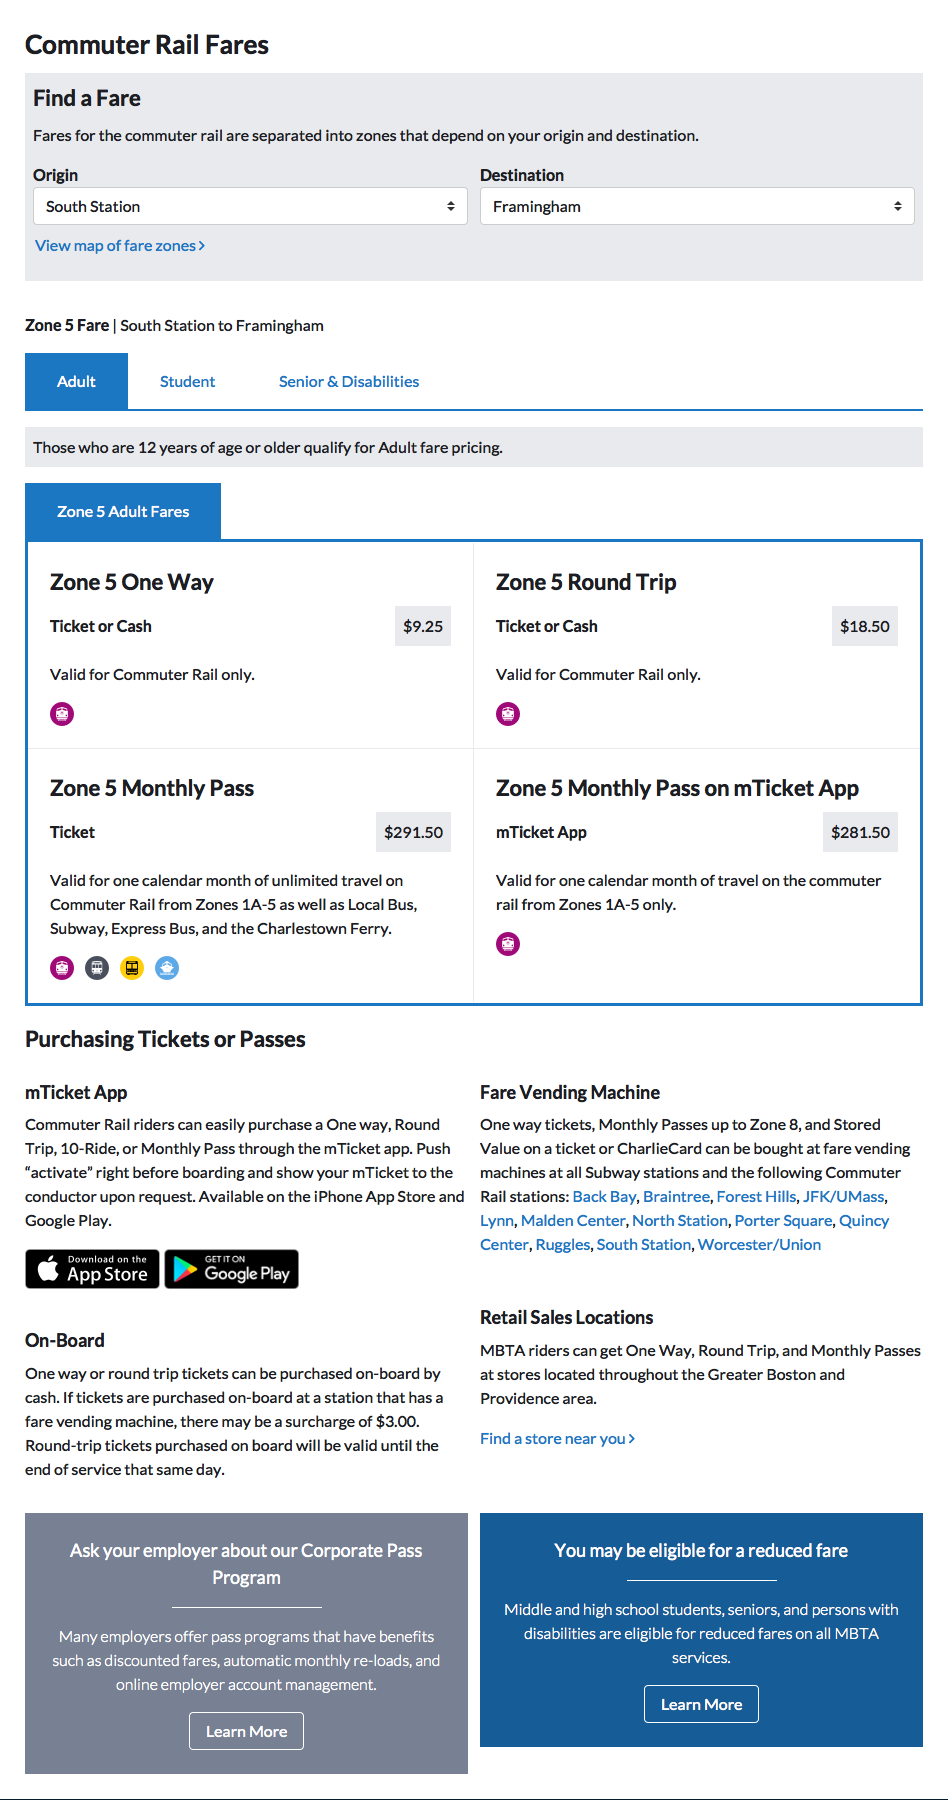 Commuter Rail Fares
Find a Fare
Fares for the commuter rail are separated into zones that depend on your origin and destination.
Origin
South Station
Destination
Framingham
View map of fare zones
Zone 5 Fare | South Station to Framingham
Adult
Student
Senior & Disabilities
Those who are 12 years of age or older qualify for Adult fare pricing.
Zone 5 Adult Fares
Zone 5 One Way
Ticket or Cash
$9.25
Valid for Commuter Rail only.
Zone 5 Round Trip
Ticket or Cash
$18.50
Valid for Commuter Rail only.
Zone 5 Monthly Pass
Ticket
$291.50
Valid for one calendar month of unlimited travel on
Commuter Rail from Zones 1A-5 as well as Local Bus,
Subway, Express Bus, and the Charlestown Ferry.
Zone 5 Monthly Pass on mTicket App
mTicket App
$281.50
Valid for one calendar month of travel on the commuter
rail from Zones 1A-5 only.
Purchasing Tickets or Passes
mTicket App
Commuter Rail riders can easily purchase a One way, Round
Trip, 10-Ride, or Monthly Pass through the mTicket app. Push
“activate” right before boarding and show your mTicket to the
conductor upon request. Available on the iPhone App Store and
Google Play.
Download on the
App Store
GET IT ON
Google Play
On-Board
One way or round trip tickets can be purchased on-board by
cash. If tickets are purchased on-board at a station that has a
fare vending machine, there may be a surcharge of $3.00.
Round-trip tickets purchased on board will be valid until the
end of service that same day.
Fare Vending Machine
One way tickets, Monthly Passes up to Zone 8, and Stored
Value on a ticket or CharlieCard can be bought at fare vending
machines at all Subway stations and the following Commuter
Rail stations: Back Bay, Braintree, Forest Hills, JFK/UMass,
Lynn, Malden Center, North Station, Porter Square, Quincy
Center, Ruggles, South Station, Worcester/Union
Retail Sales Locations
MBTA riders can get One Way, Round Trip, and Monthly Passes
at stores located throughout the Greater Boston and
Providence area.
Find a store near you
Ask your employer about our Corporate Pass
Program
Many employers offer pass programs that have benefits
such as discounted fares, automatic monthly re-loads, and
online employer account management.
Learn More
You may be eligible for a reduced fare
Middle and high school students, seniors, and persons with
disabilities are eligible for reduced fares on all MBTA
services.
Learn More